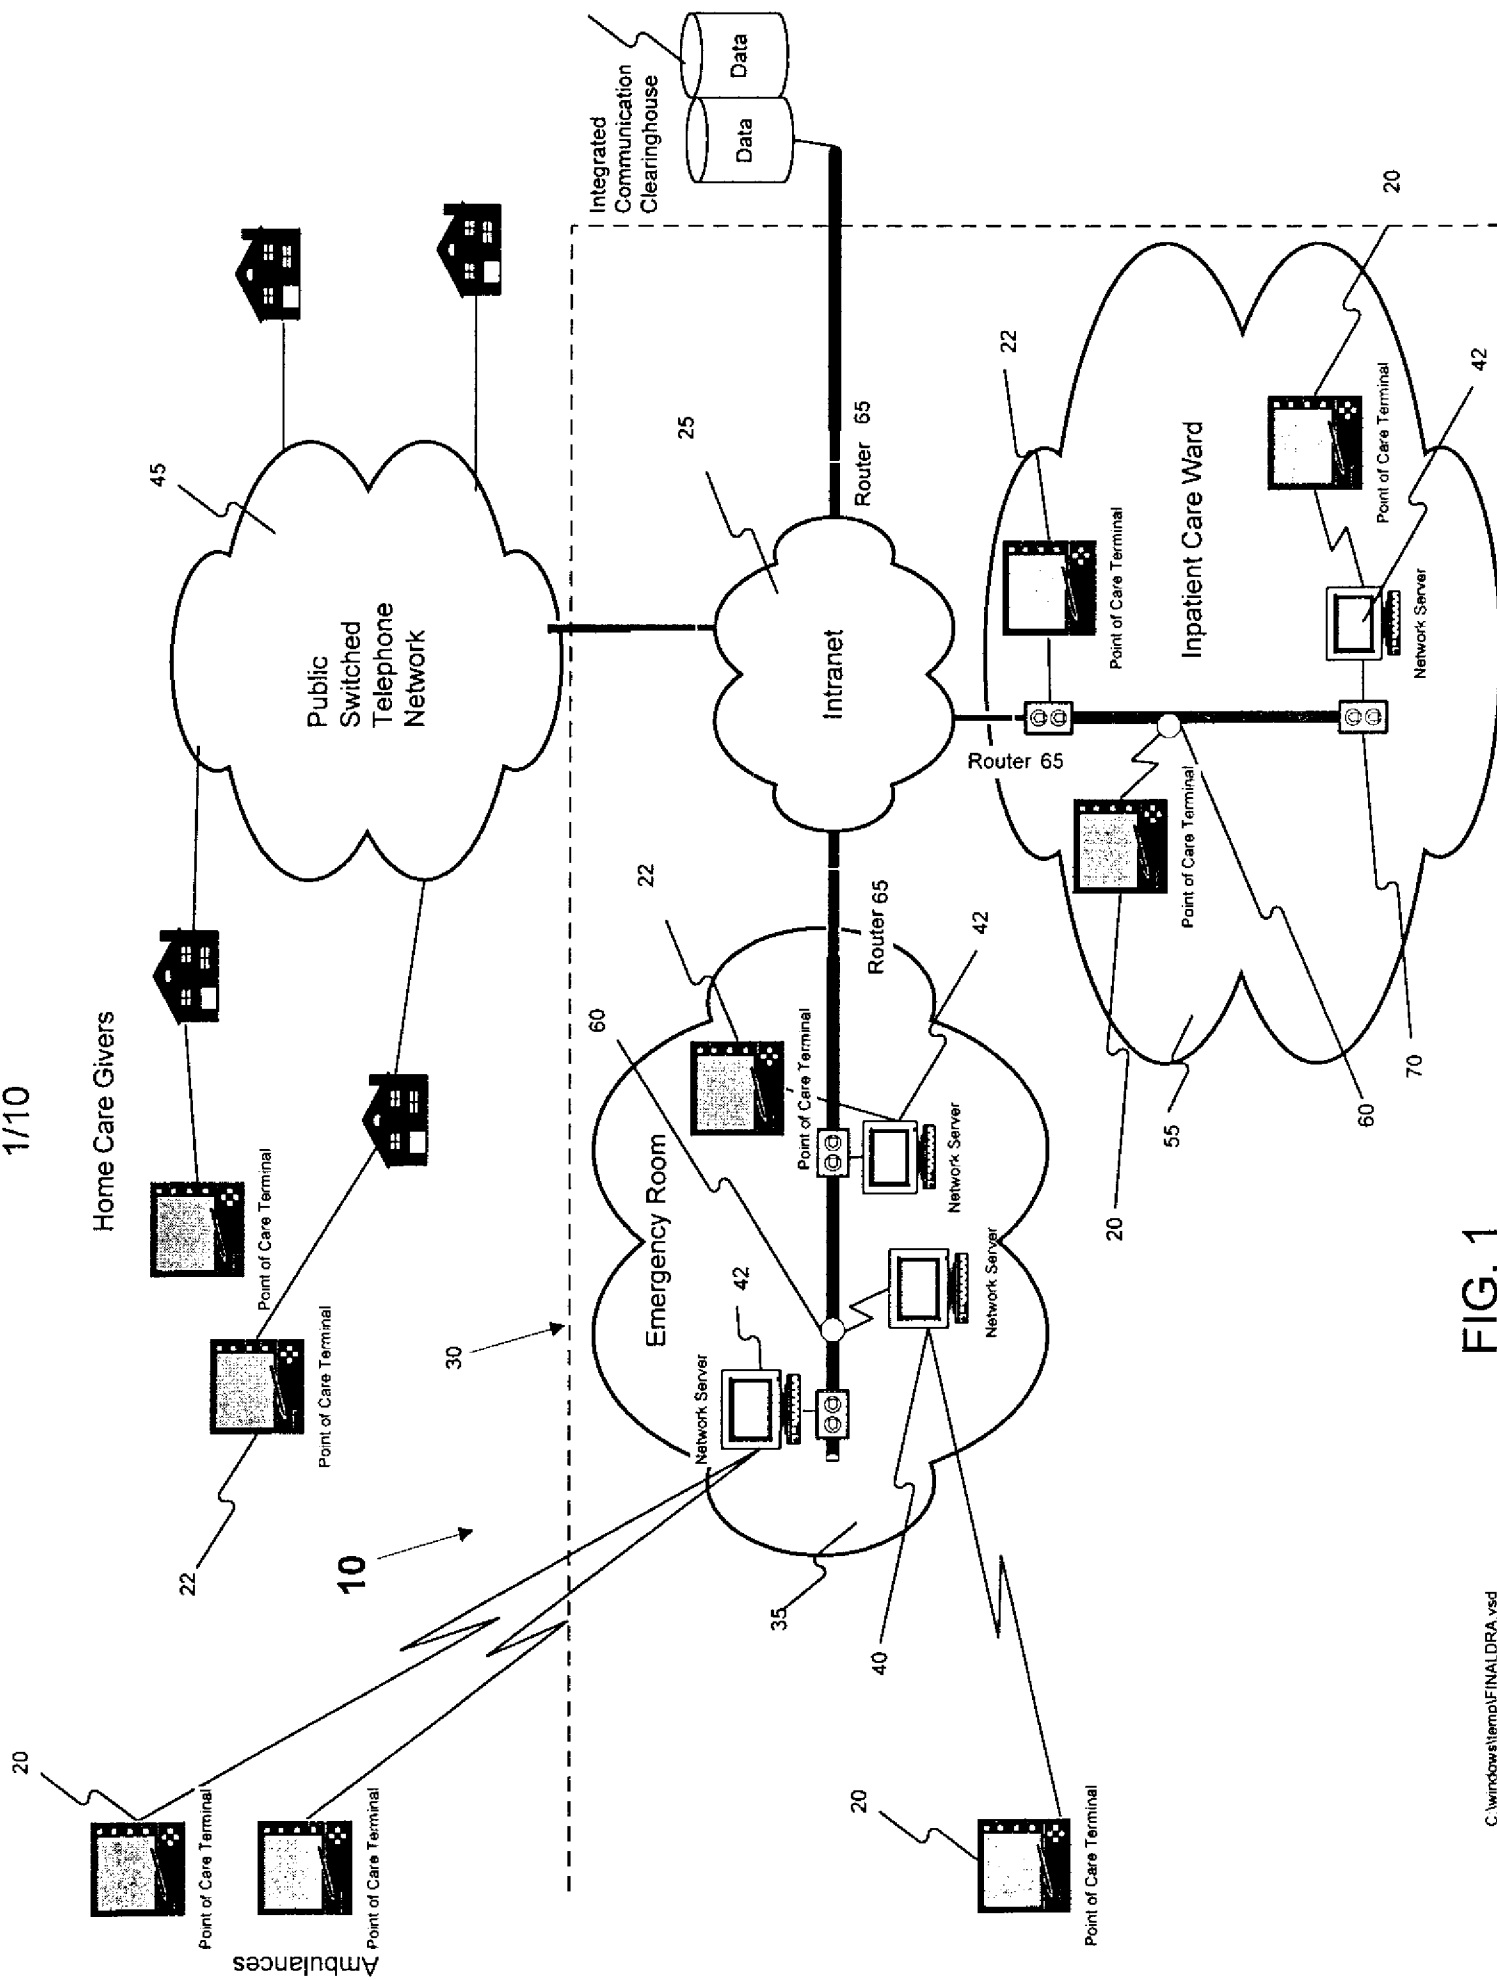 1/10
Home Care Givers
Point of Care Terminal
Point of Care Terminal
22
20
Point of Care Terminal
Point of Care Terminal
Ambulances
10
30
45
Public
Switched
Telephone
Network
Integrated
Communication
Clearinghouse
Data
Data
25
Intranet
Router 65
Router 65
Router 65
Emergency Room
60
22
42
42
Point of Care Terminal
Network Server
Network Server
Network Server
35
40
20
Point of Care Terminal
Inpatient Care Ward
22
20
42
Point of Care Terminal
Point of Care Terminal
Point of Care Terminal
Network Server
20
55
60
70
FIG. 1
C:\windows\temp\FINALDRA.vsd